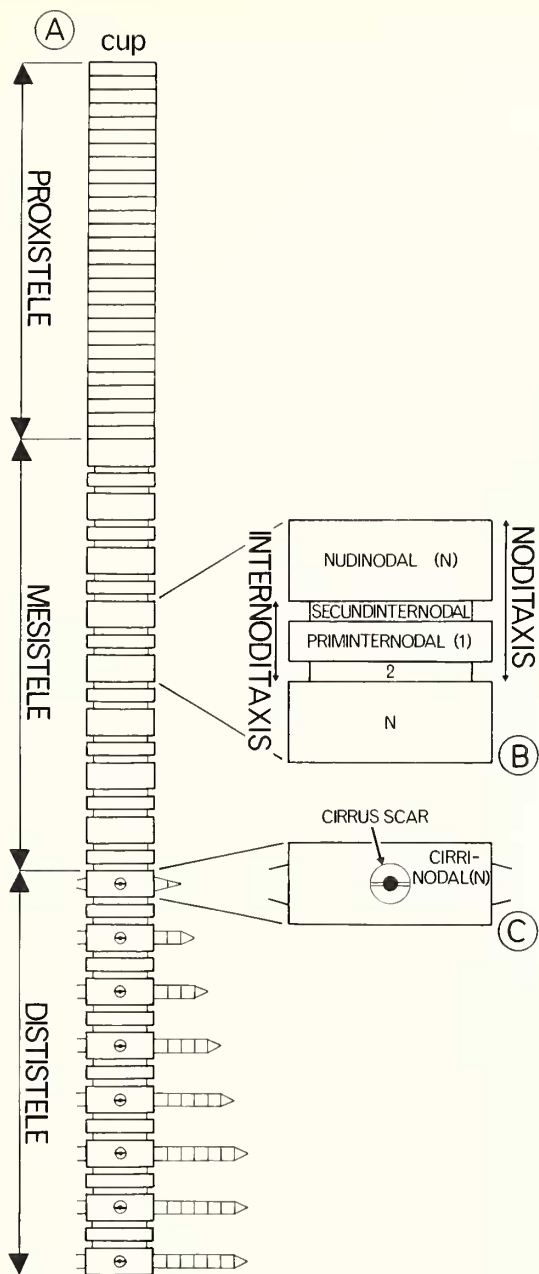 A
cup
PROXISTELE
MESISTELE
DISTISTELE
INTERNODITAXIS
NODITAXIS
NUDINODAL (N)
SECUNDINTERNODAL
PRIMINTERNODAL (1)
2
N
B
CIRRUS SCAR
CIRRI-
NODAL(N)
C